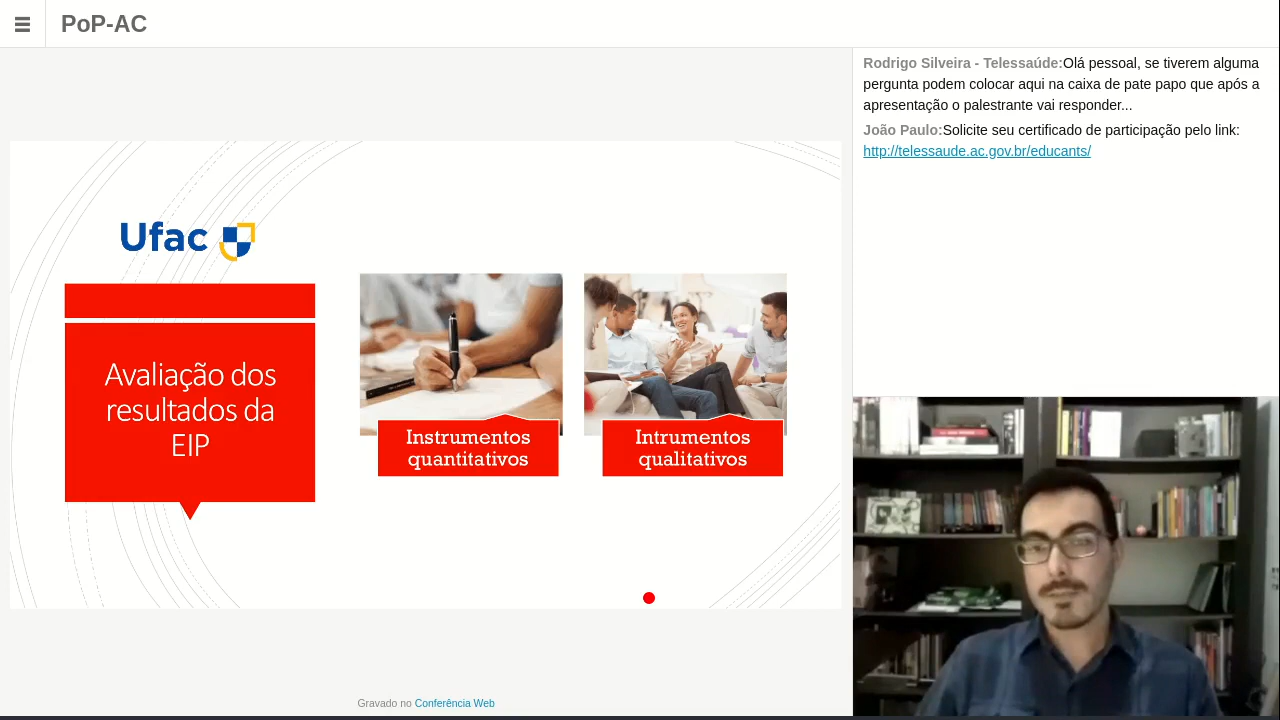 PoP-AC
Ufac
Avaliação dos
resultados da
EIP
Instrumentos
quantitativos
Intrumentos
qualitativos
Gravado no Conferência Web
Rodrigo Silveira - Telessaúde:Olá pessoal, se tiverem alguma
pergunta podem colocar aqui na caixa de pate papo que após a
apresentação o palestrante vai responder...
João Paulo:Solicite seu certificado de participação pelo link:
http://telessaude.ac.gov.br/educants/